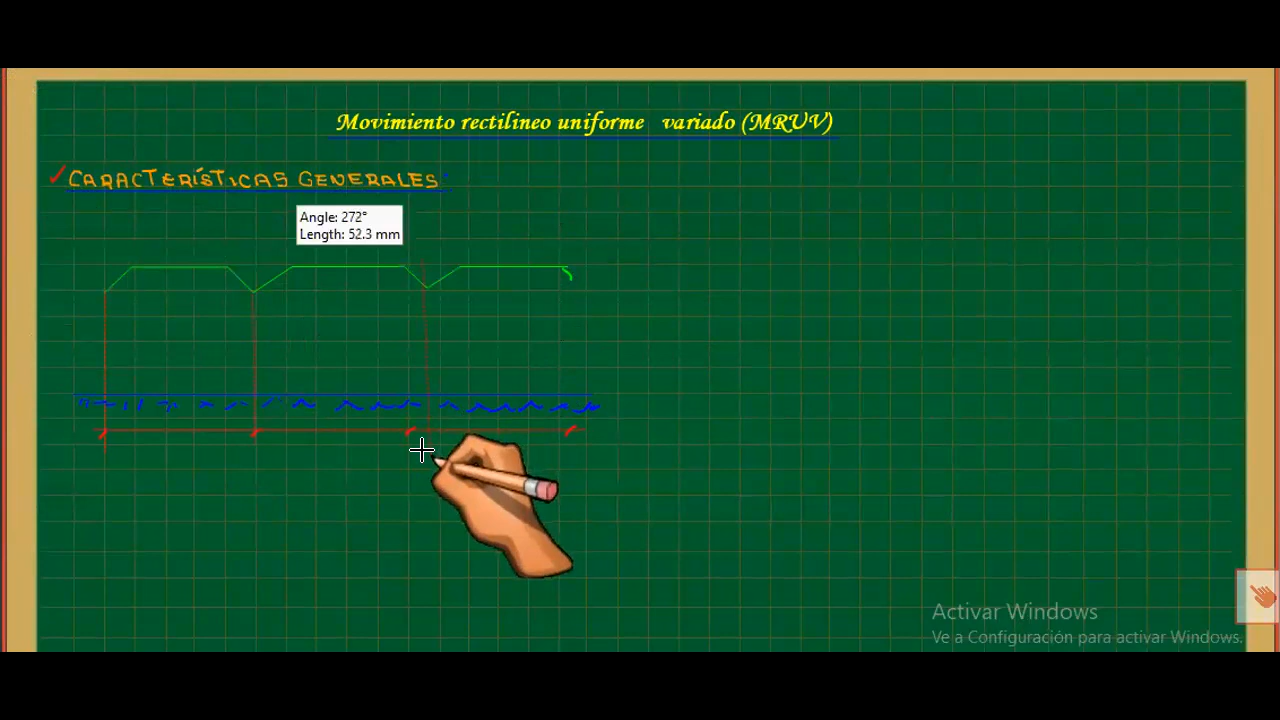 Movimiento rectilineo uniforme variado (MRUV)
CARACTERÍSTICAS GENERALES
Angle: 272°
Length: 52.3 mm
Activar Windows
Ve a Configuración para activar Windows.